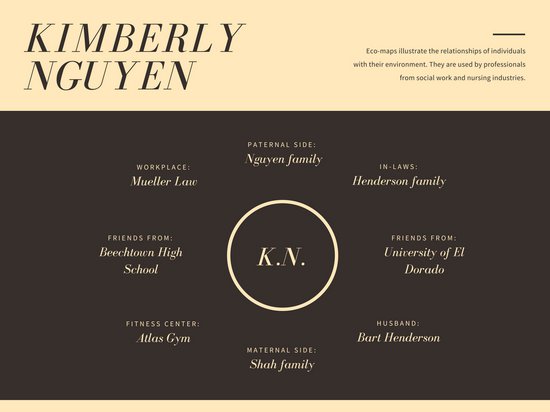 KIMBERLY
NGUYEN
Eco-maps illustrate the relationships of individuals
with their environment. They are used by professionals
from social work and nursing industries.
PATERNAL SIDE:
Nguyen family
WORKPLACE:
Mueller Law
IN-LAWS:
Henderson family
FRIENDS FROM:
Beechtown High
School
K.N.
FRIENDS FROM:
University of El
Dorado
FITNESS CENTER:
Atlas Gym
HUSBAND:
Bart Henderson
MATERNAL SIDE:
Shah family